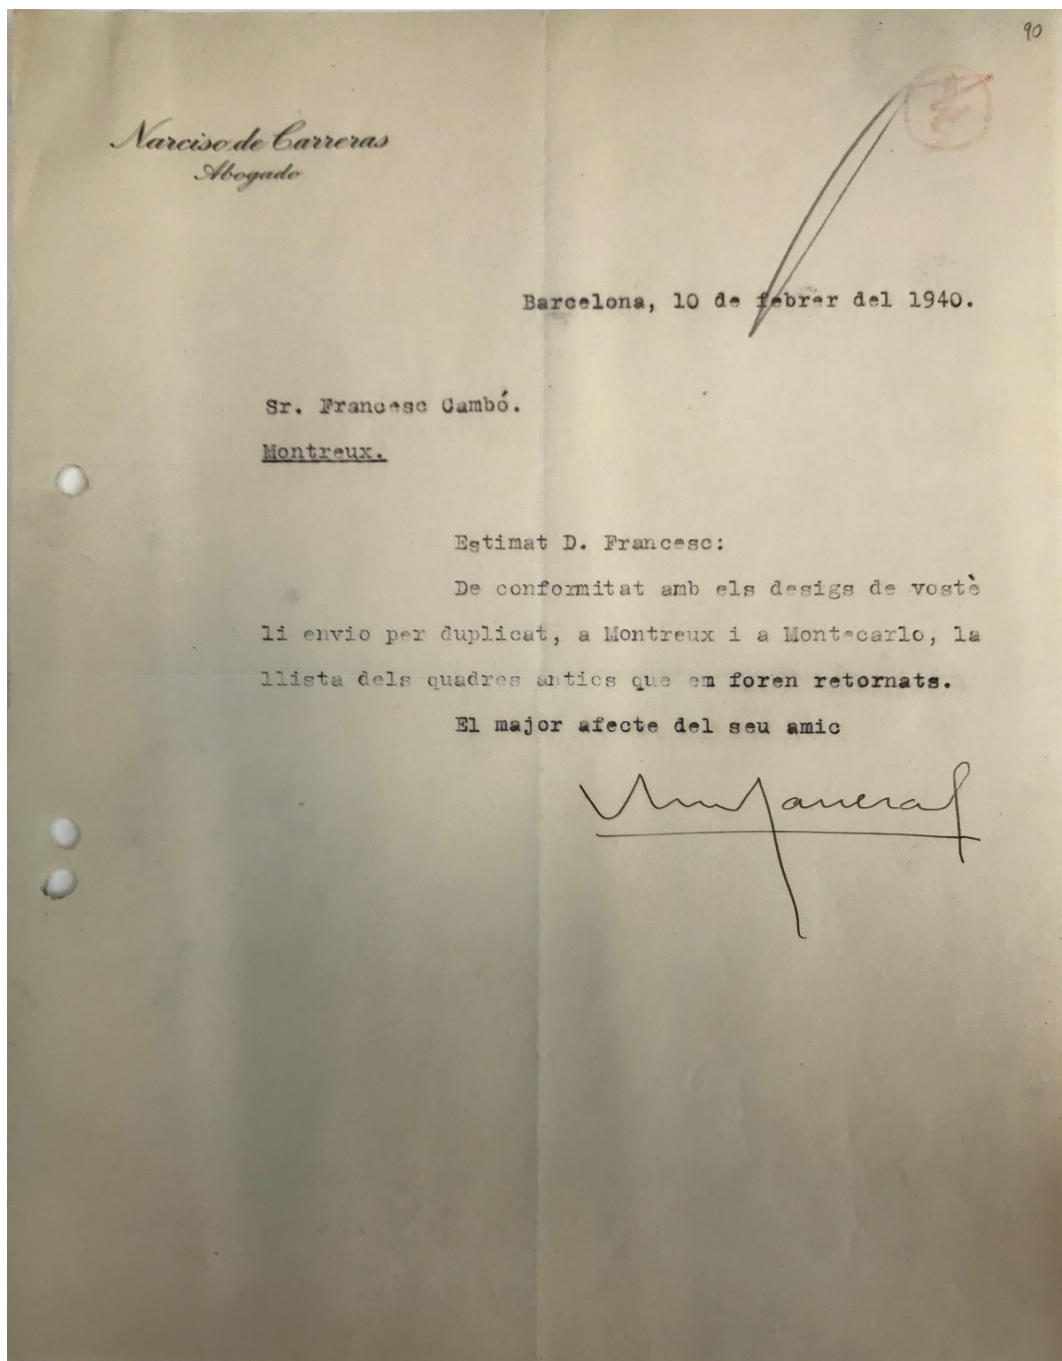 90
Narciso de Carreras
Abogado
Barcelona, 10 de febrer del 1940.
Sr. Francesc Cambó.
Montreux.
Estimat D. Francesc:
De conformitat amb els desigs de vostè
li envio per duplicat, a Montreux i a Montecarlo, la
llista dels quadres antics que em foren retornats.
El major afecte del seu amic